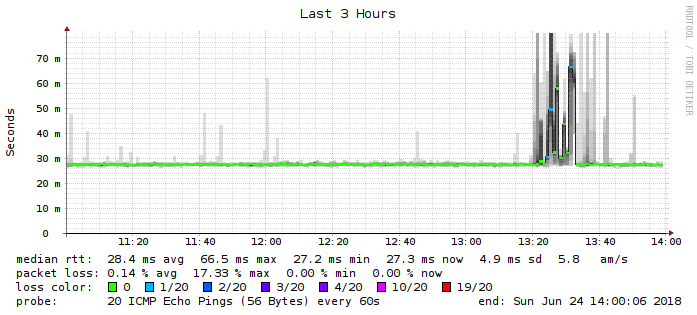 Last 3 Hours
RRDTOOL / TOBI OETIKER
Seconds
70 m
60 m
50 m
40 m
30 m
20 m
10 m
0
11:20 11:40 12:00 12:20 12:40 13:00 13:20 13:40 14:00
median rtt: 28.4 ms avg 66.5 ms max 27.2 ms min 27.3 ms now 4.9 ms sd 5.8 am/s
packet loss: 0.14 % avg 17.33 % max 0.00 % min 0.00 % now
loss color: 0 1/20 2/20 3/20 4/20 10/20 19/20
probe: 20 ICMP Echo Pings (56 Bytes) every 60s end: Sun Jun 24 14:00:06 2018